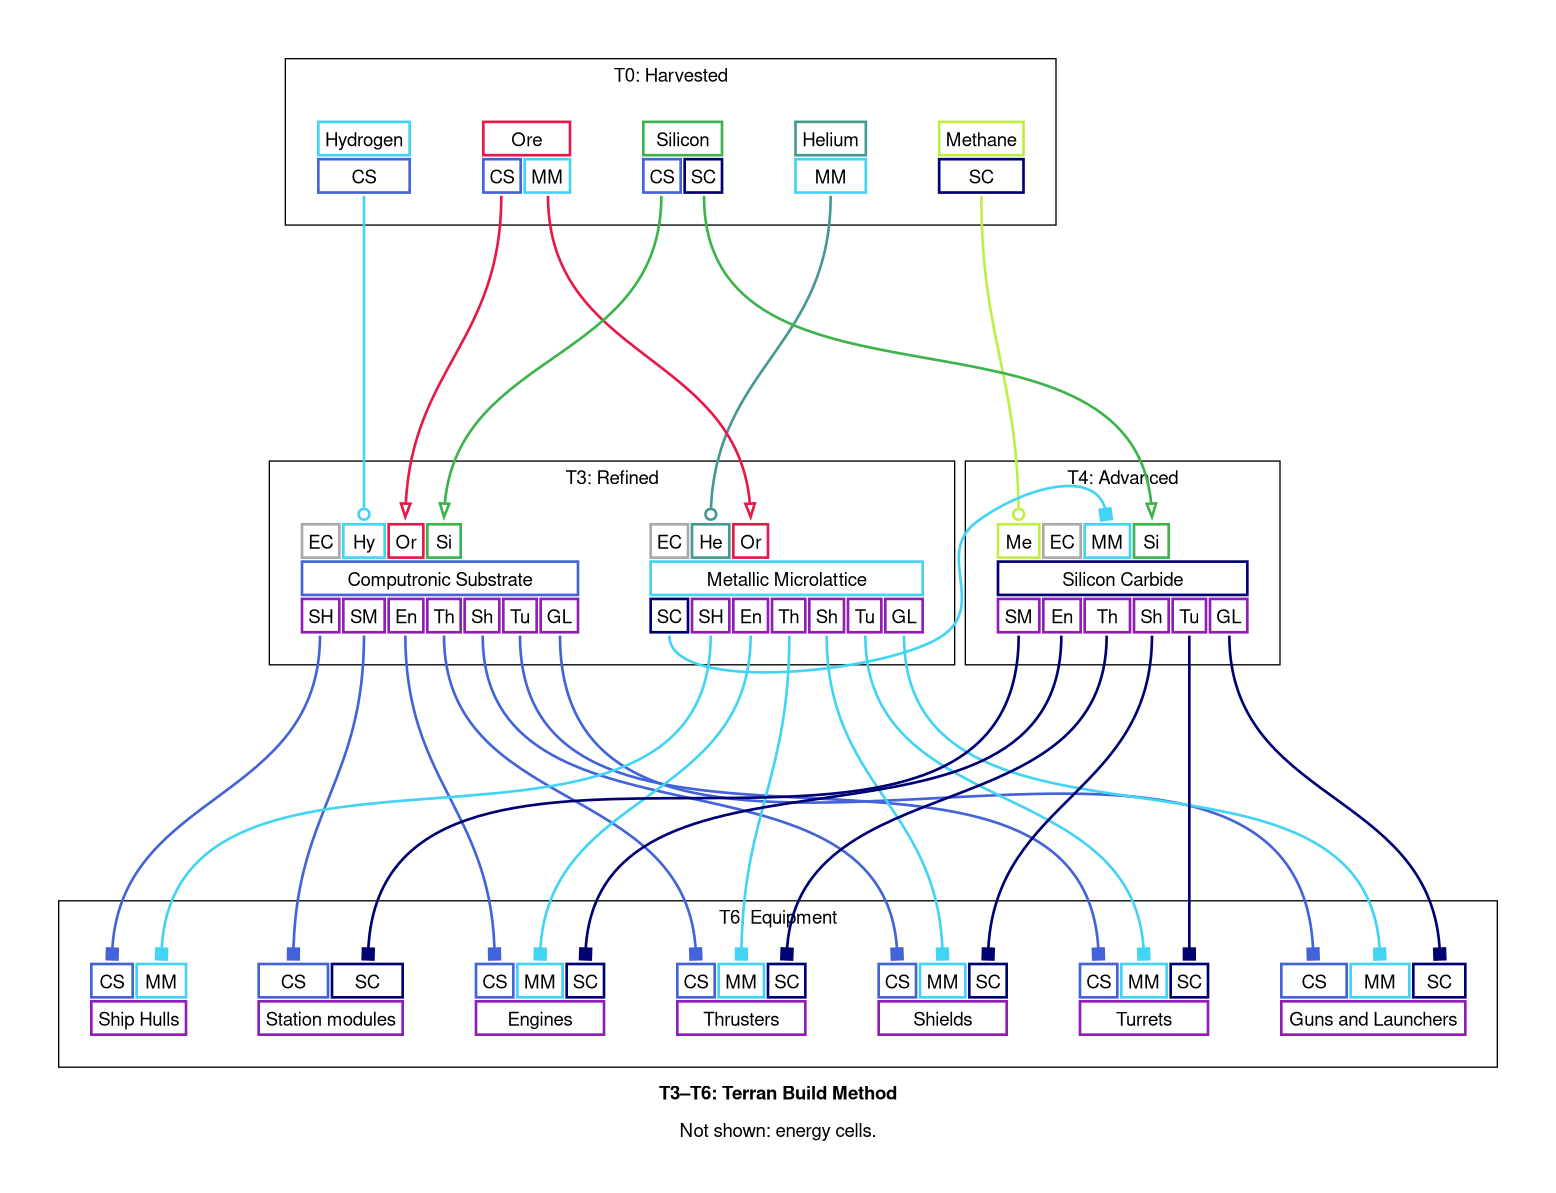 T0: Harvested
Hydrogen Ore Silicon Helium Methane
CS CS MM CS SC MM SC
T3: Refined T4: Advanced
EC Hy Or Si EC He Or Me EC MM Si
Computronic Substrate Metallic Microlattice Silicon Carbide
SH SM En Th Sh Tu GL SC SH En Th Sh Tu GL SM En Th Sh Tu GL
T6: Equipment
CS MM CS SC CS MM SC CS MM SC CS MM SC CS MM SC CS MM SC
Ship Hulls Station modules Engines Thrusters Shields Turrets Guns and Launchers
T3–T6: Terran Build Method
Not shown: energy cells.